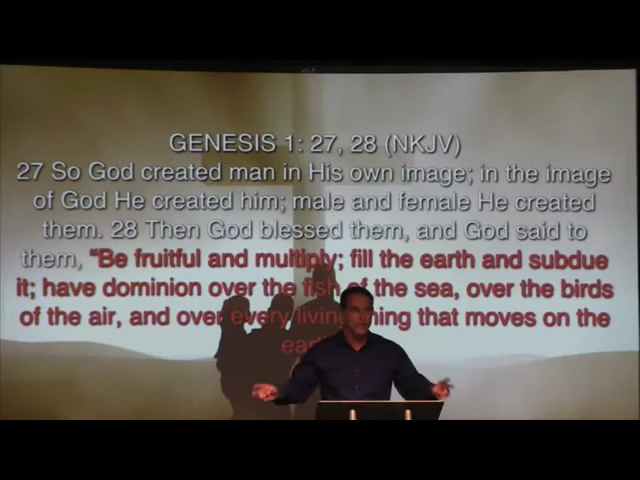 GENESIS 1: 27, 28 (NKJV)
27 So God created man in His own image; in the image
of God He created him; male and female He created
them. 28 Then God blessed them, and God said to
them, “Be fruitful and multiply; fill the earth and subdue
it; have dominion over the fish of the sea, over the birds
of the air, and over every living thing that moves on the